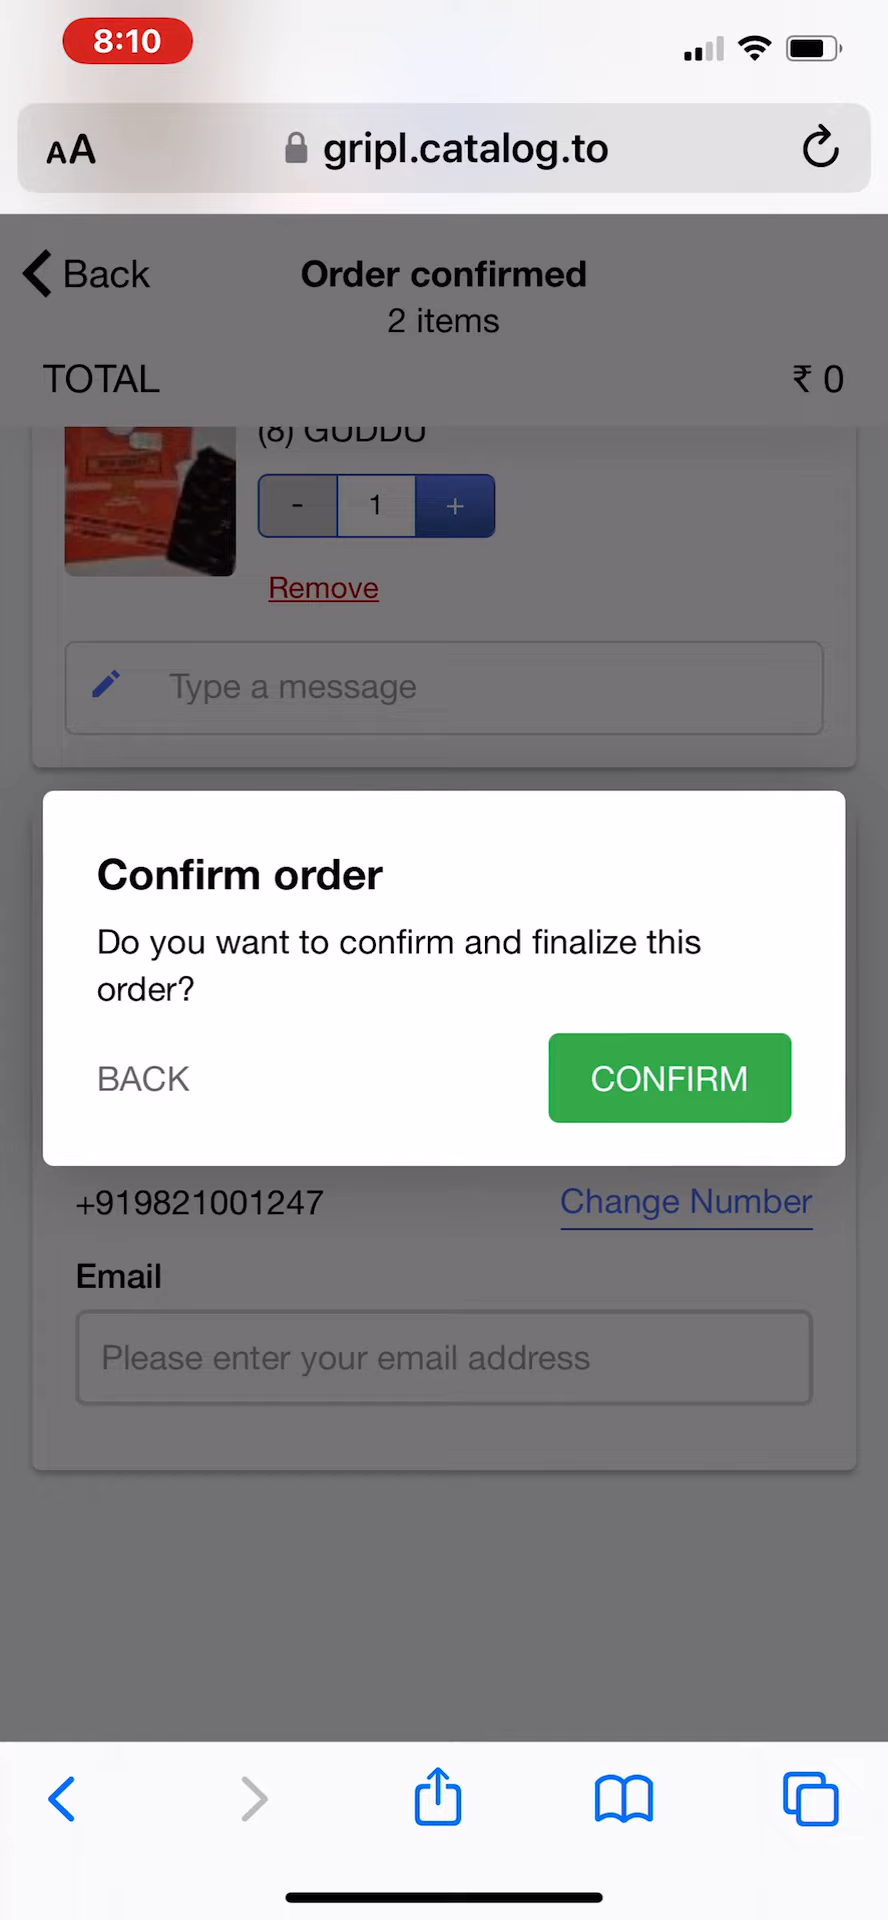 8:10
AA gripl.catalog.to
Back Order confirmed
2 items
TOTAL ₹ 0
(8) GUDDU
- 1 +
Remove
Type a message
Confirm order
Do you want to confirm and finalize this
order?
BACK CONFIRM
+919821001247 Change Number
Email
Please enter your email address